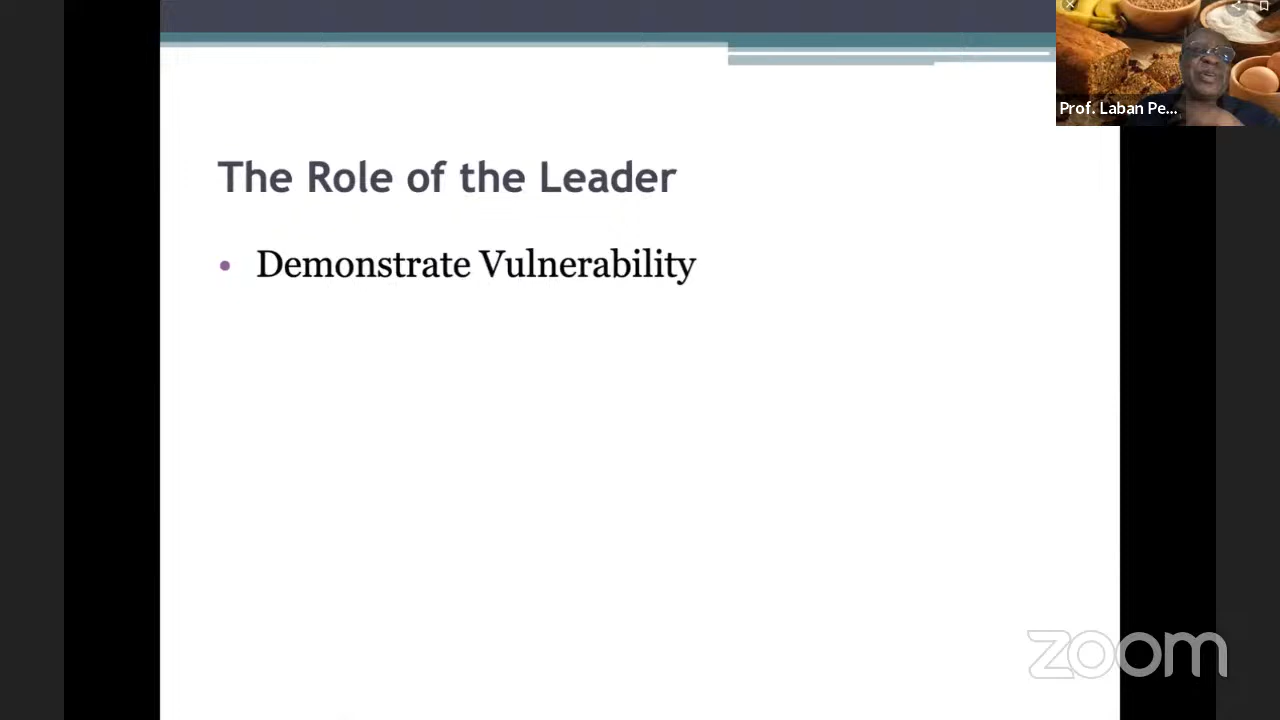 Prof. Laban Pe...
The Role of the Leader
• Demonstrate Vulnerability
zoom